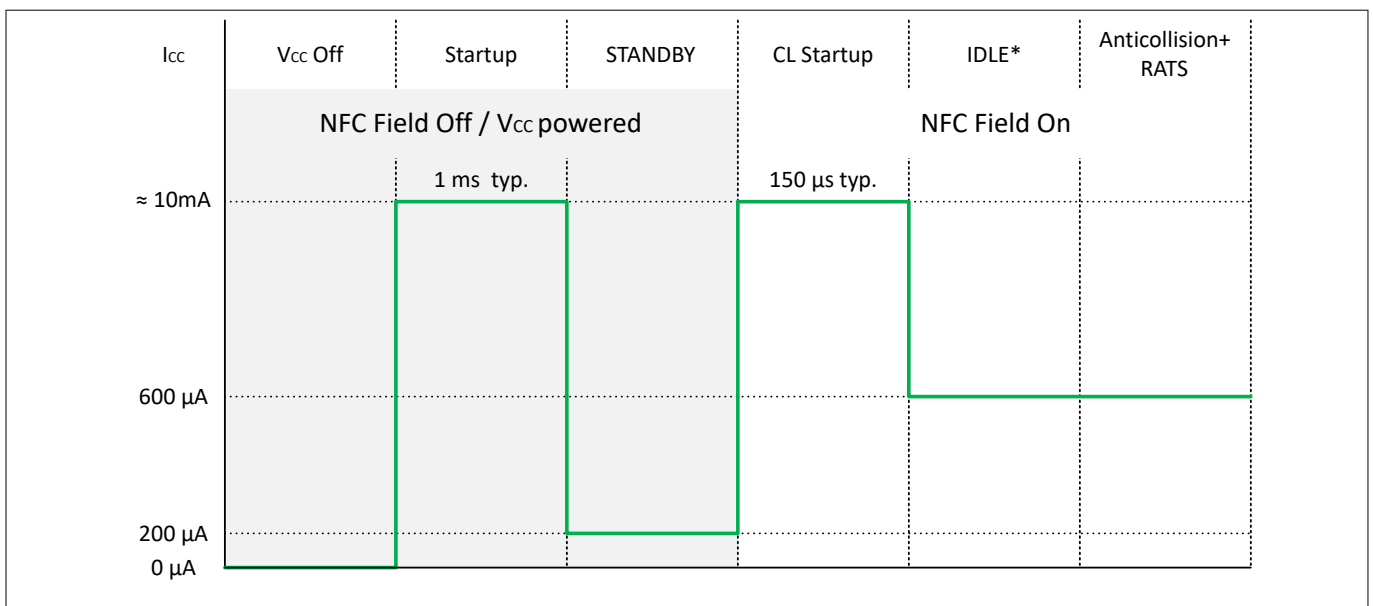 Icc
Vcc Off
Startup
STANDBY
CL Startup
IDLE*
Anticollision+
RATS
NFC Field Off / Vcc powered
NFC Field On
1 ms typ.
150 µs typ.
≈ 10mA
600 µA
200 µA
0 µA